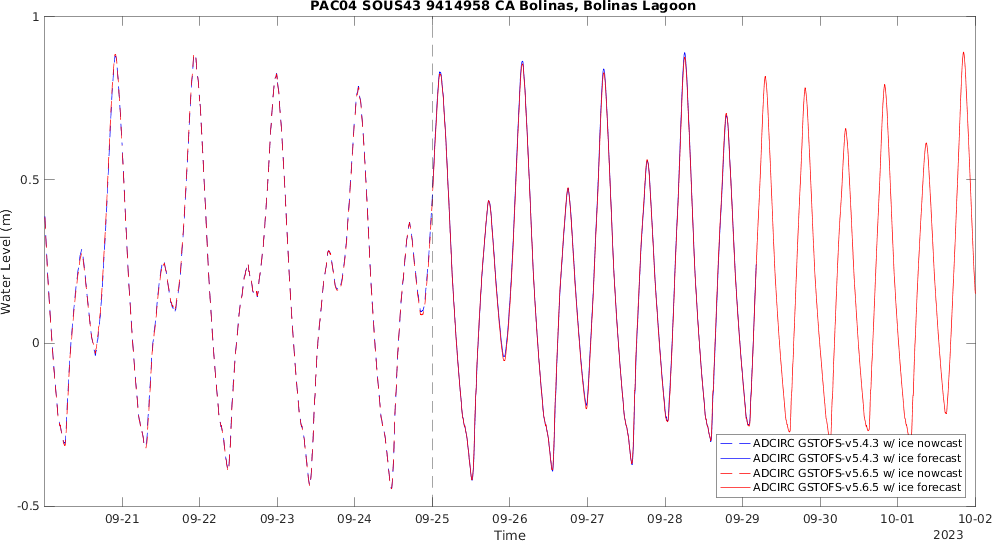 PAC04 SOUS43 9414958 CA Bolinas, Bolinas Lagoon
1
0.5
0
-0.5
Water Level (m)
09-21 09-22 09-23 09-24 09-25 09-26 09-27 09-28 09-29 09-30 10-01 10-02
Time
2023
ADCIRC GSTOFS-v5.4.3 w/ ice nowcast
ADCIRC GSTOFS-v5.4.3 w/ ice forecast
ADCIRC GSTOFS-v5.6.5 w/ ice nowcast
ADCIRC GSTOFS-v5.6.5 w/ ice forecast